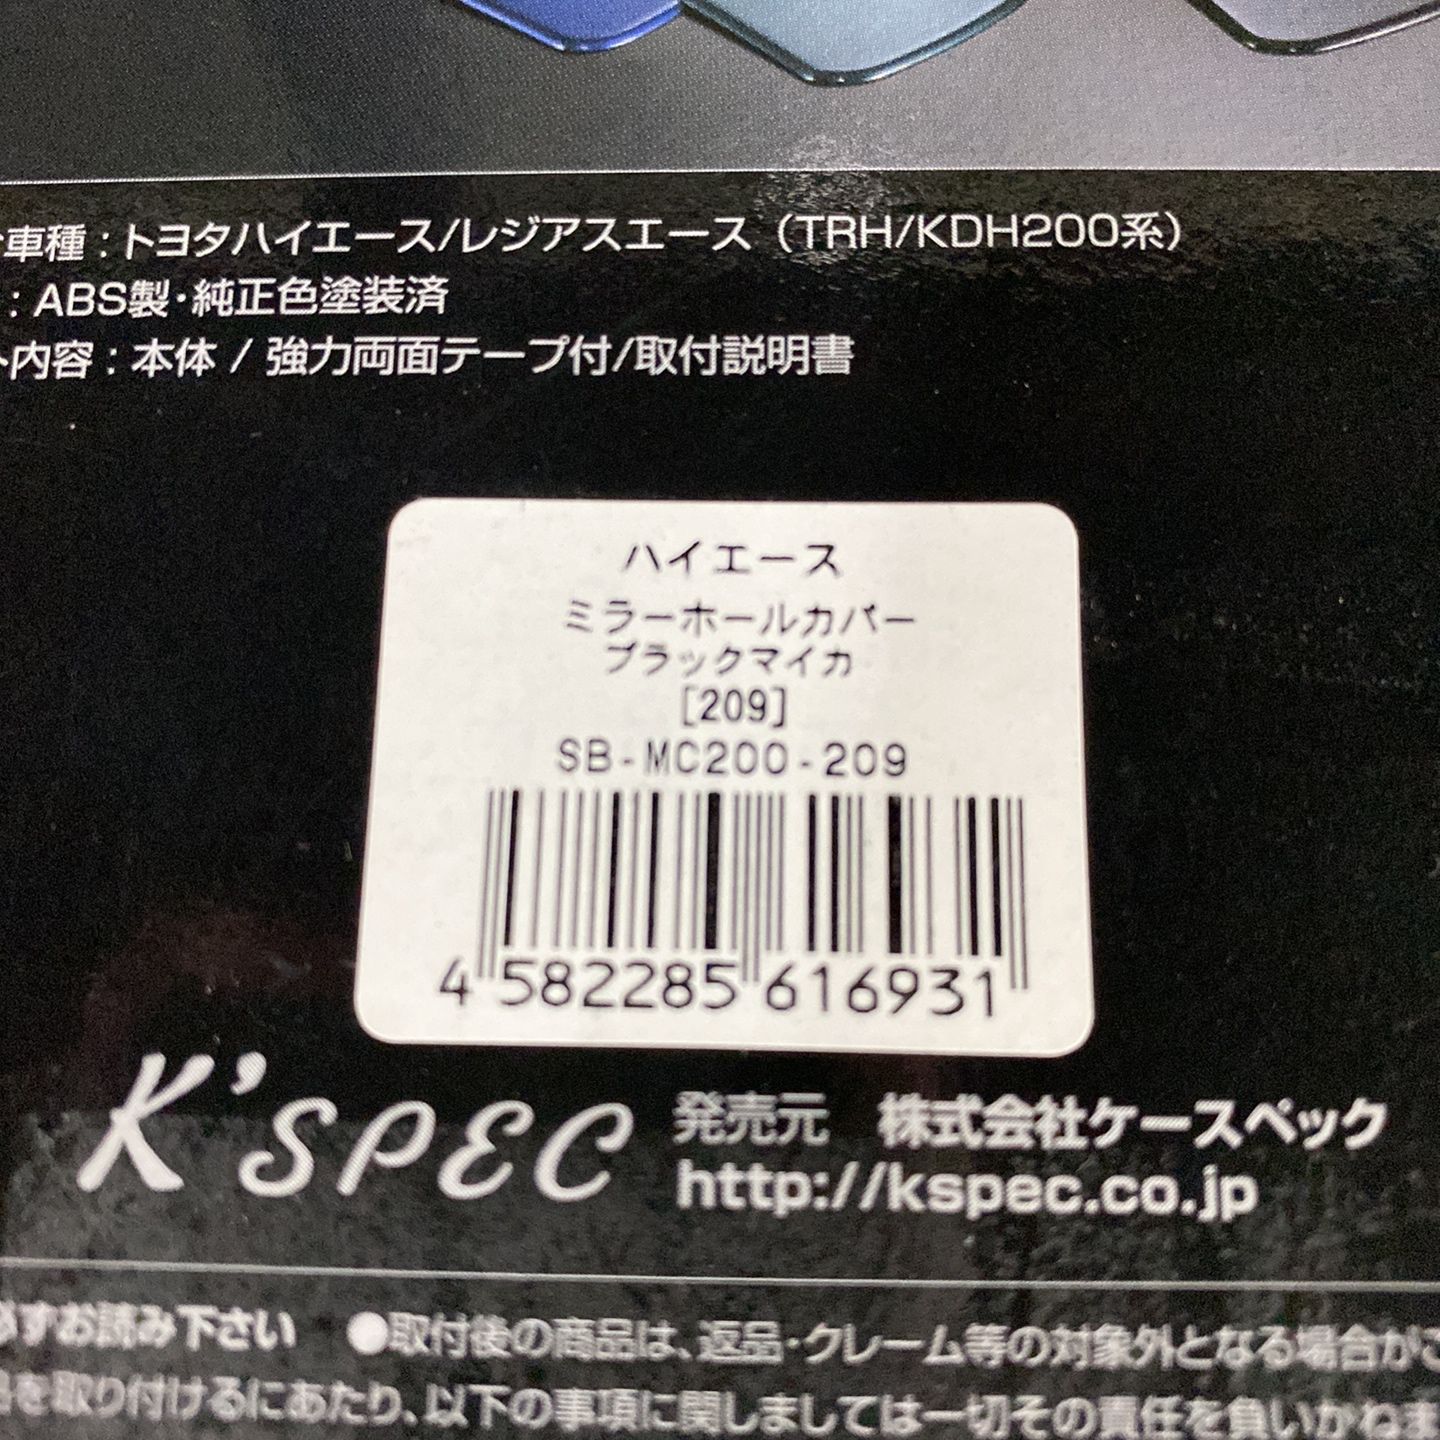 車種：トヨタハイエース/レジアスエース（TRH/KDH200系）
：ABS製・純正色塗装済
内容：本体 / 強力両面テープ付/取付説明書
ハイエース
ミラーホールカバー
ブラックマイカ
[209]
SB-MC200-209
4 582285 616931
K'SPEC 発売元 株式会社ケースペック
http://kspec.co.jp
必ずお読み下さい ●取付後の商品は、返品・クレーム等の対象外となる場合が
を取り付けるにあたり、以下の事項に関しましては一切その責任を負いかねま